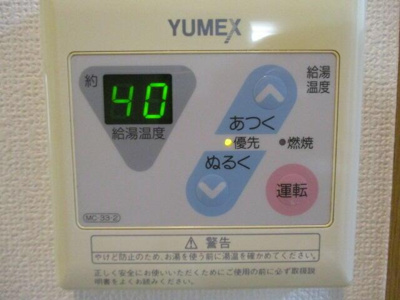 YUMEX
約
40
給湯温度
給湯
温度
あつく
優先
燃焼
ぬるく
運転
MC-33-2
警告
やけど防止のため、お湯を使う前に湯温を確かめてください。
正しく安全にお使いいただくためにご使用の前に必ず取扱説
明書をよくお読みください。